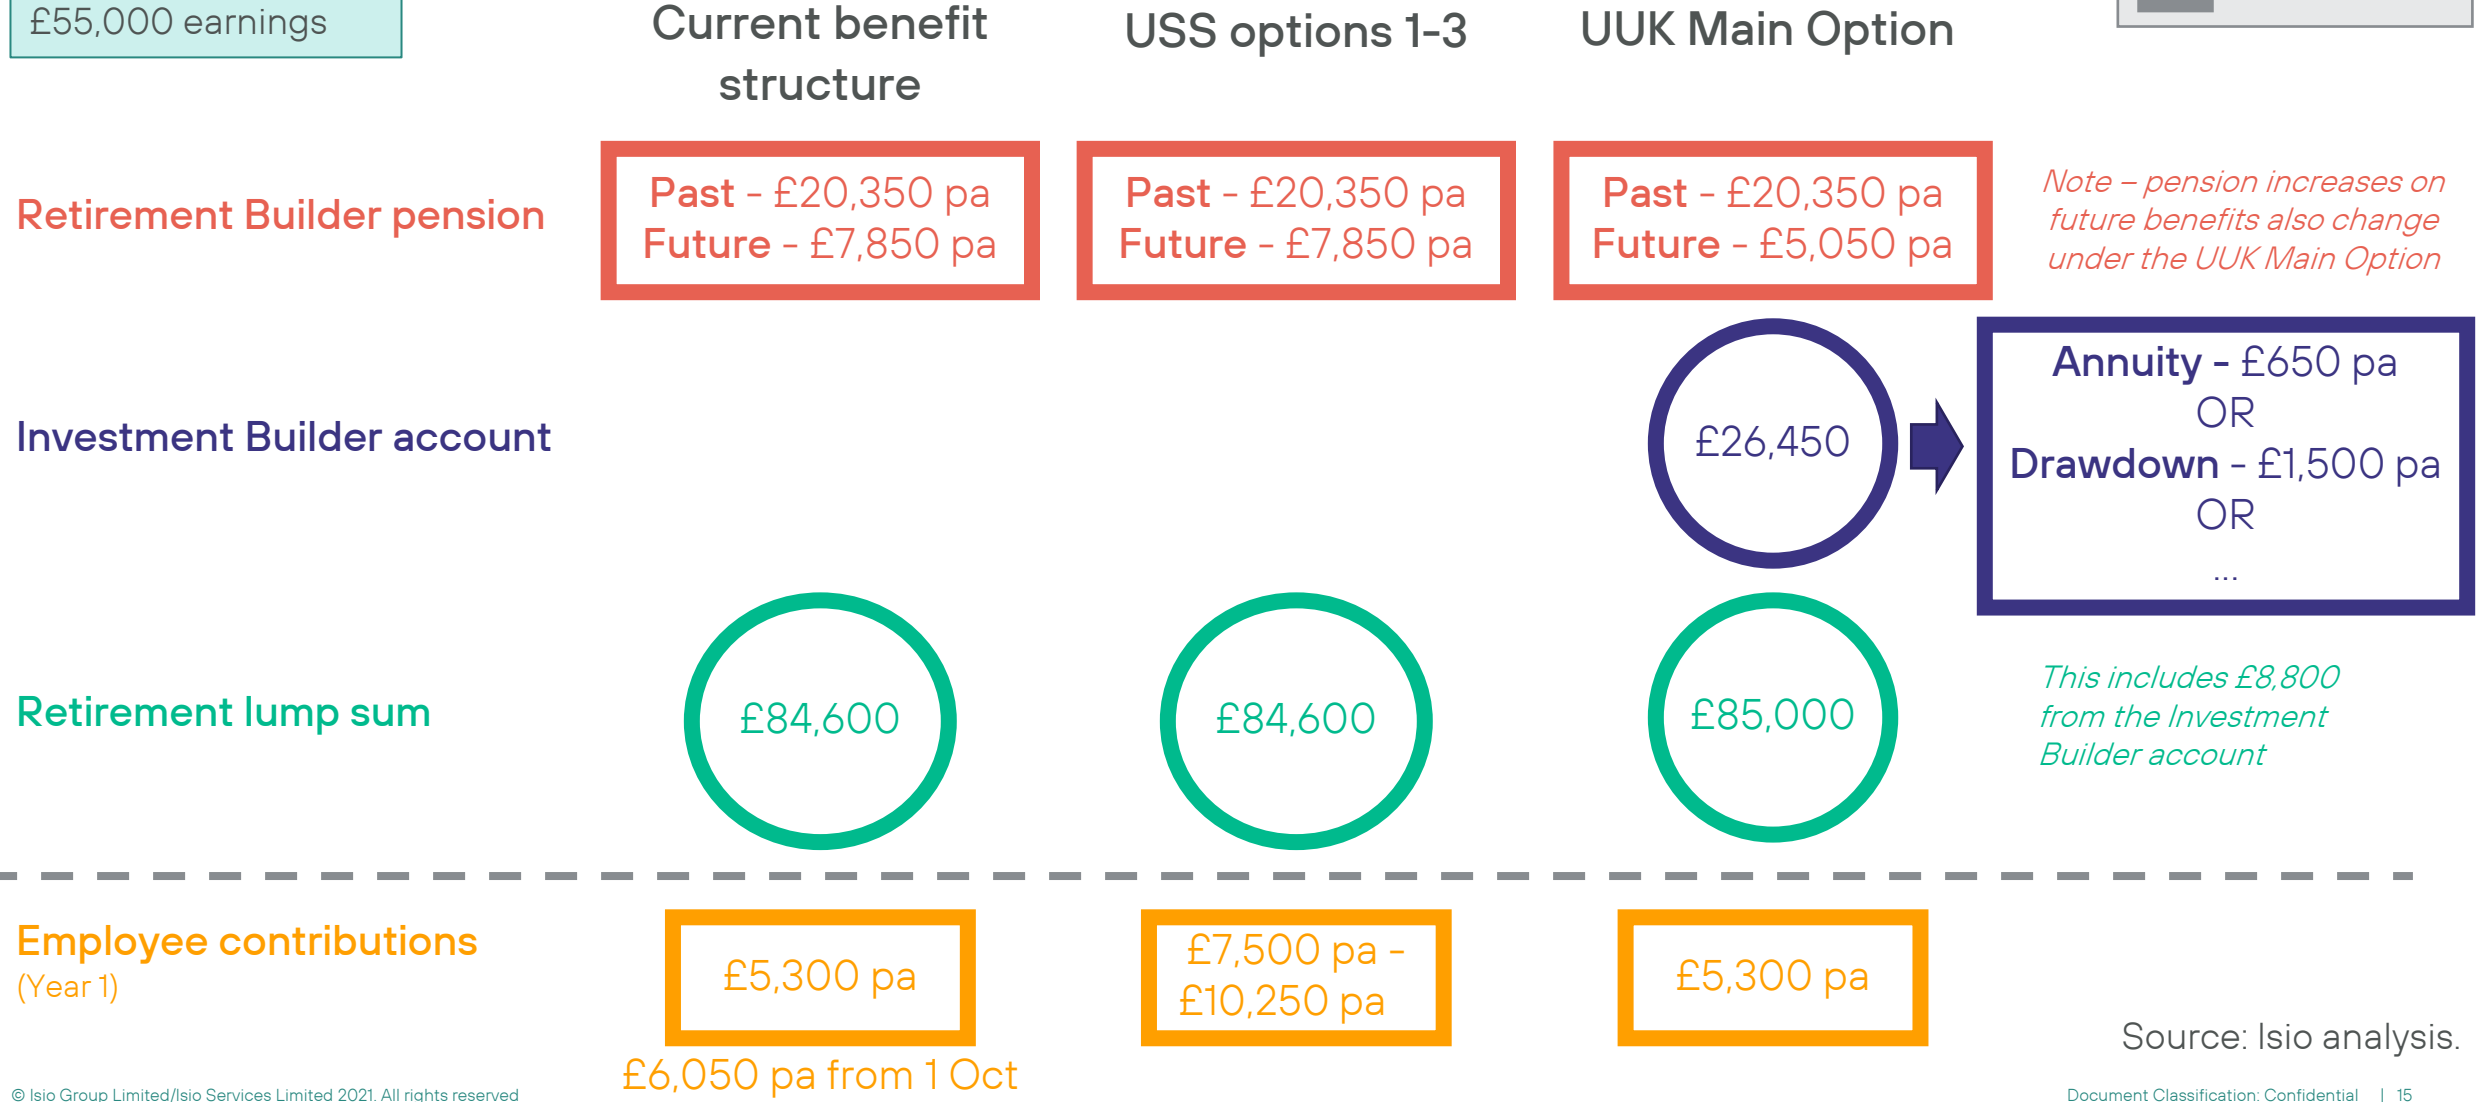 £55,000 earnings
Current benefit
structure
USS options 1-3
UUK Main Option
Retirement Builder pension
Past - £20,350 pa
Future - £7,850 pa
Past - £20,350 pa
Future - £7,850 pa
Past - £20,350 pa
Future - £5,050 pa
Note – pension increases on
future benefits also change
under the UUK Main Option
Investment Builder account
£26,450
Annuity - £650 pa
OR
Drawdown - £1,500 pa
OR
...
Retirement lump sum
£84,600
£84,600
£85,000
This includes £8,800
from the Investment
Builder account
Employee contributions
(Year 1)
£5,300 pa
£6,050 pa from 1 Oct
£7,500 pa -
£10,250 pa
£5,300 pa
Source: Isio analysis.
© Isio Group Limited/Isio Services Limited 2021. All rights reserved
Document Classification: Confidential | 15